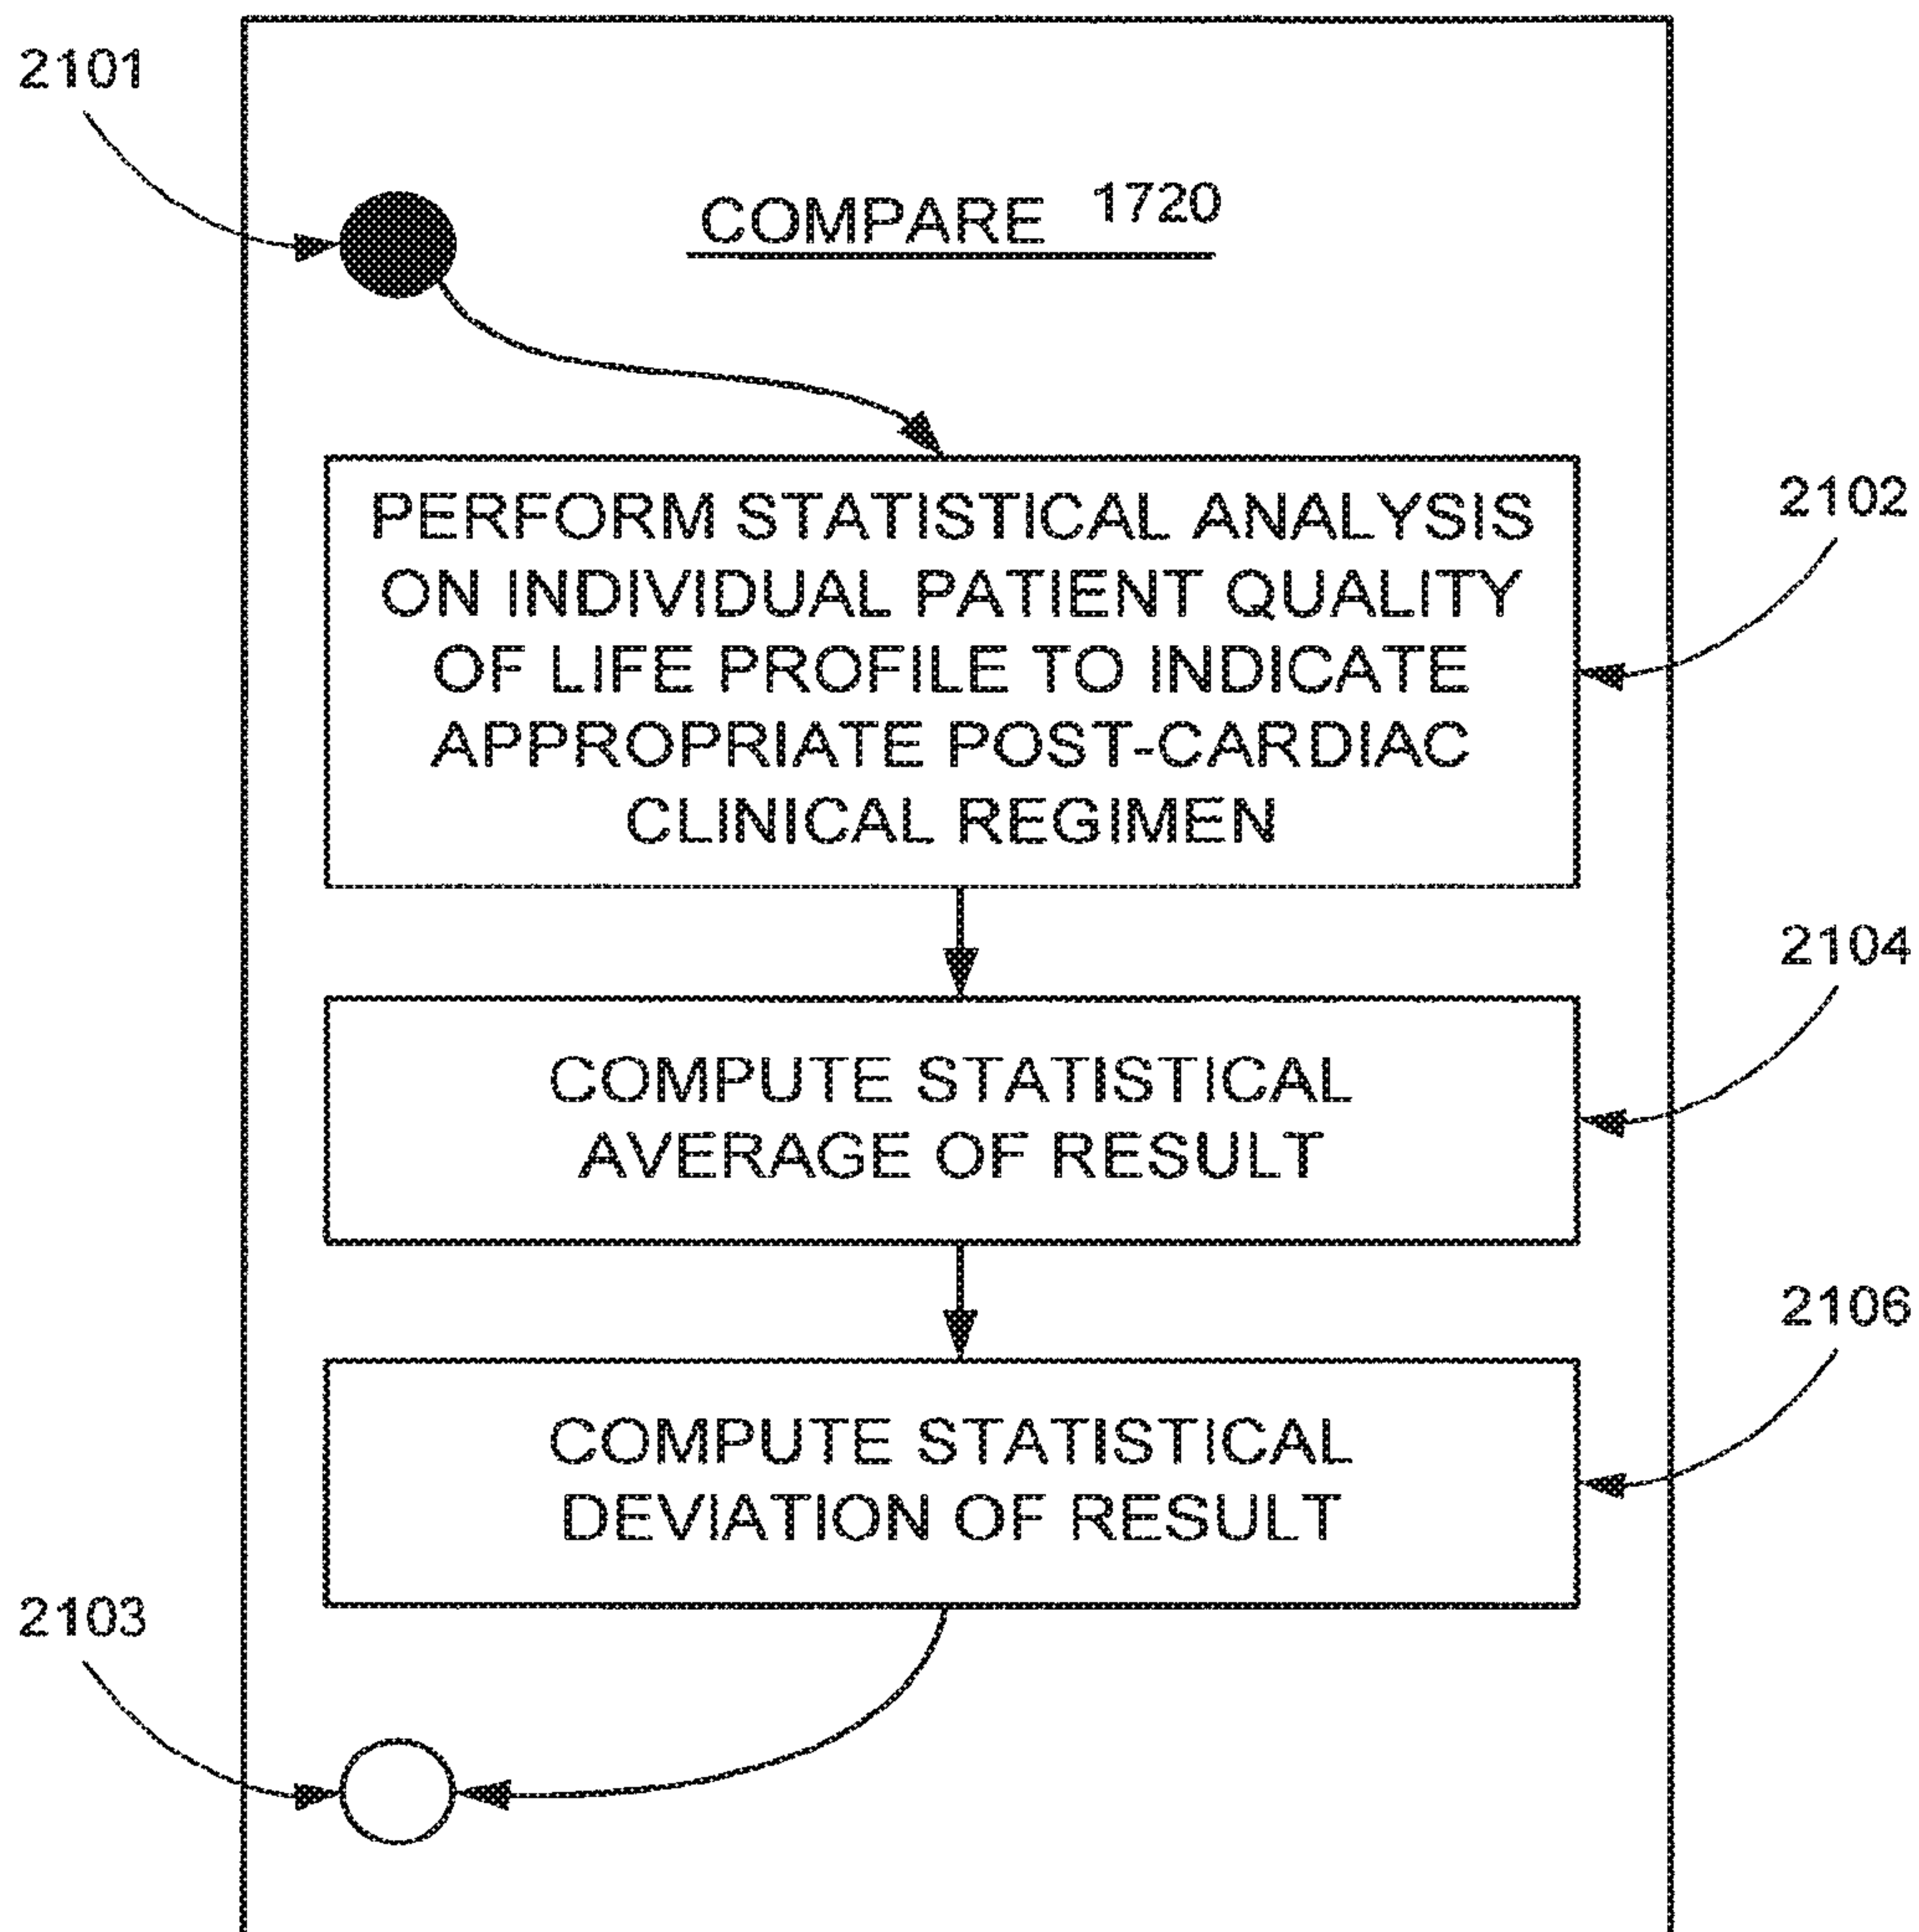 2101
COMPARE 1720
PERFORM STATISTICAL ANALYSIS
ON INDIVIDUAL PATIENT QUALITY
OF LIFE PROFILE TO INDICATE
APPROPRIATE POST-CARDIAC
CLINICAL REGIMEN
2102
COMPUTE STATISTICAL
AVERAGE OF RESULT
2104
COMPUTE STATISTICAL
DEVIATION OF RESULT
2106
2103